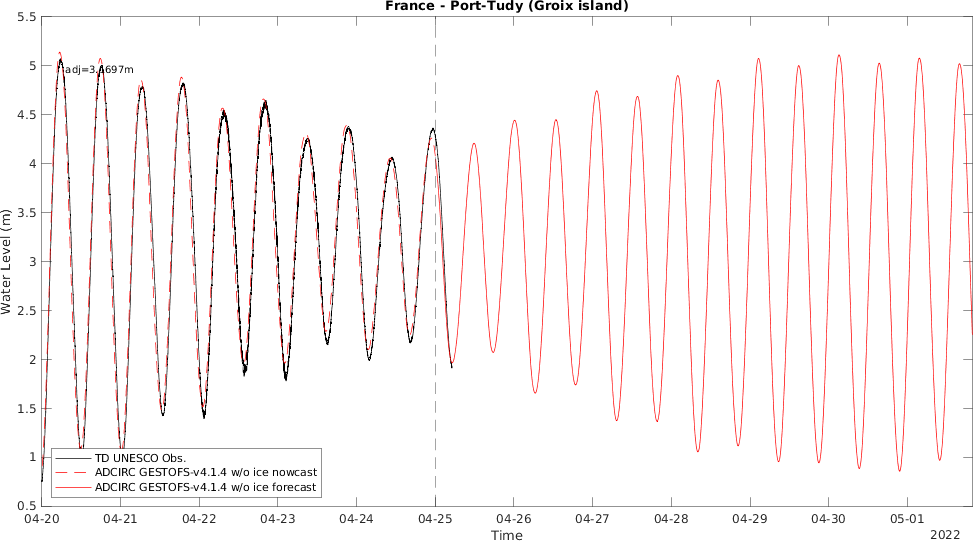 France - Port-Tudy (Groix island)
5.5
5
4.5
4
3.5
3
2.5
2
1.5
1
0.5
Water Level (m)
TD UNESCO Obs.
ADCIRC GESTOFS-v4.1.4 w/o ice nowcast
ADCIRC GESTOFS-v4.1.4 w/o ice forecast
04-20 04-21 04-22 04-23 04-24 04-25 04-26 04-27 04-28 04-29 04-30 05-01
Time
2022